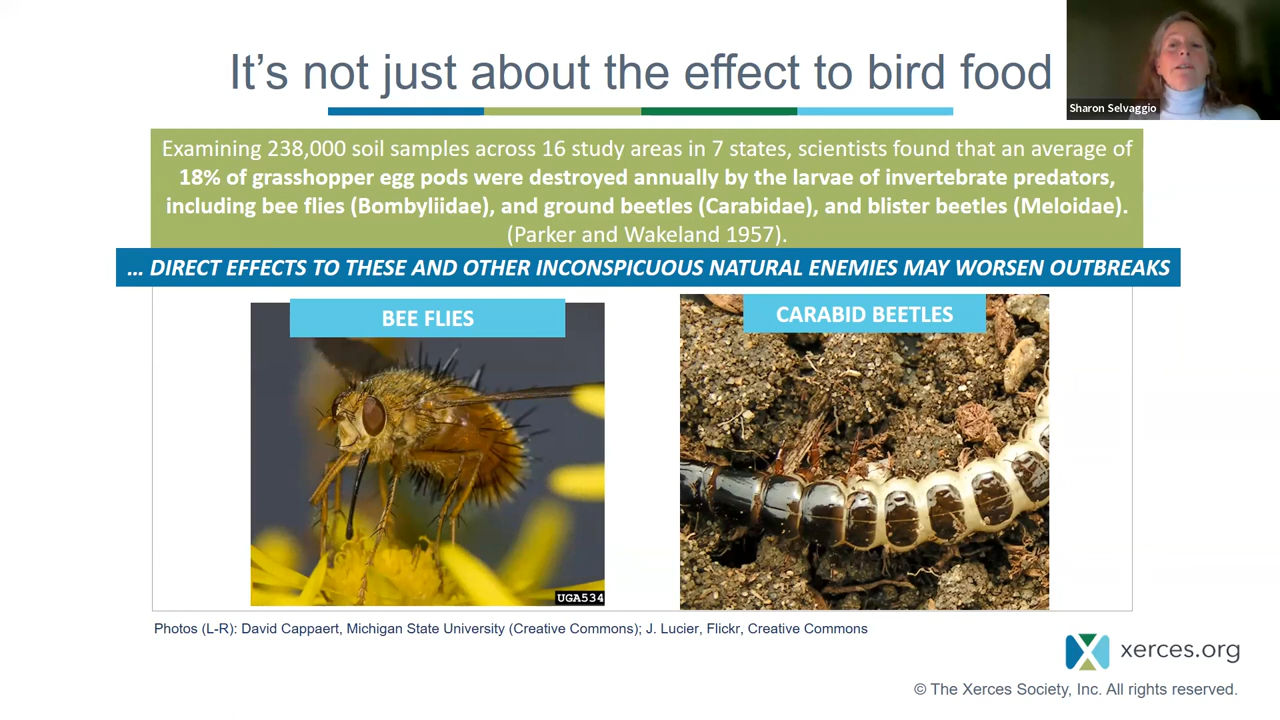 It’s not just about the effect to bird food
Sharon Selvaggio
Examining 238,000 soil samples across 16 study areas in 7 states, scientists found that an average of
18% of grasshopper egg pods were destroyed annually by the larvae of invertebrate predators,
including bee flies (Bombyliidae), and ground beetles (Carabidae), and blister beetles (Meloidae).
(Parker and Wakeland 1957).
… DIRECT EFFECTS TO THESE AND OTHER INCONSPICUOUS NATURAL ENEMIES MAY WORSEN OUTBREAKS
BEE FLIES
CARABID BEETLES
UGA534
Photos (L-R): David Cappaert, Michigan State University (Creative Commons); J. Lucier, Flickr, Creative Commons
xerces.org
© The Xerces Society, Inc. All rights reserved.